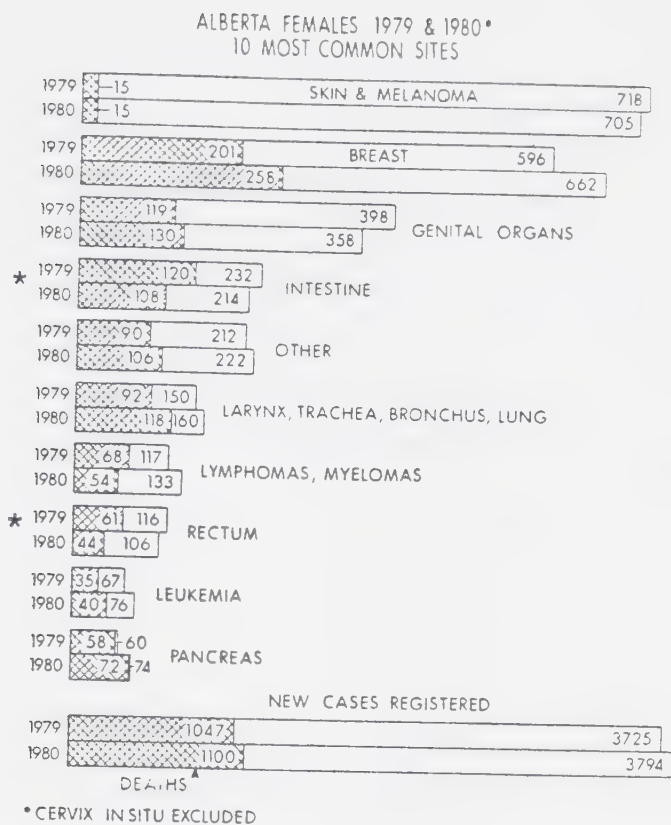 ALBERTA FEMALES 1979 & 1980*
10 MOST COMMON SITES
1979 15 SKIN & MELANOMA 718
1980 15 705
1979 201 BREAST 596
1980 258 662
1979 119 398
GENITAL ORGANS
1980 130 358
* 1979 120 232
INTESTINE
1980 108 214
1979 90 212
OTHER
1980 106 222
1979 92 150
LARYNX, TRACHEA, BRONCHUS, LUNG
1980 118 160
1979 68 117
LYMPHOMAS, MYELOMAS
1980 54 133
* 1979 61 116
RECTUM
1980 44 106
1979 35 67
LEUKEMIA
1980 40 76
1979 58 60
PANCREAS
1980 72 74
NEW CASES REGISTERED
1979 1047 3725
1980 1100 3794
DEATHS
* CERVIX IN SITU EXCLUDED